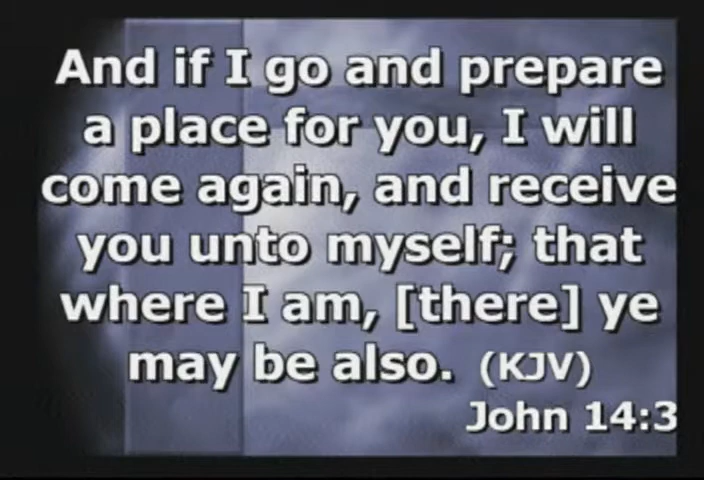 And if I go and prepare
a place for you, I will
come again, and receive
you unto myself; that
where I am, [there] ye
may be also. (KJV)
John 14:3